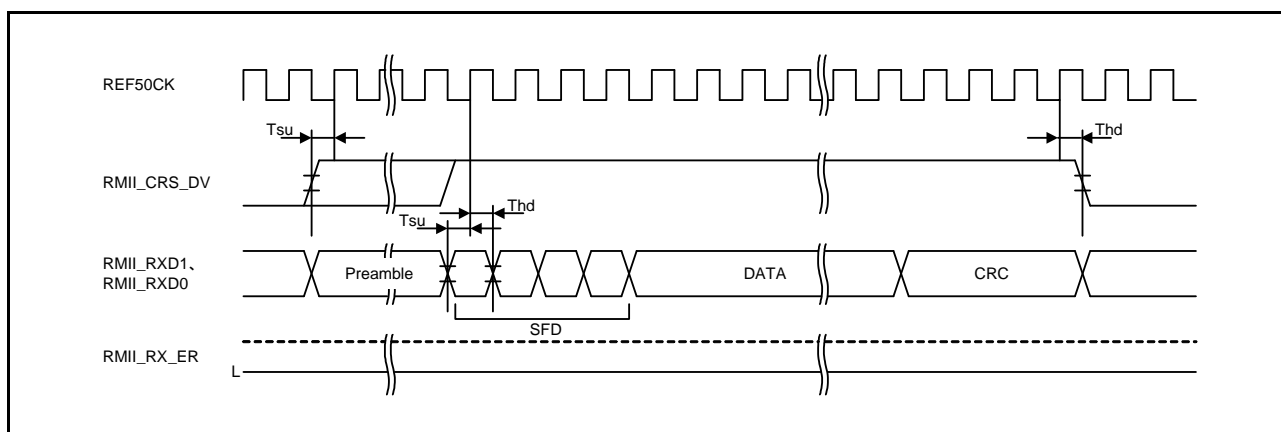 REF50CK
Tsu
Thd
RMII_CRS_DV
Tsu
Thd
RMII_RXD1、
RMII_RXD0
Preamble
DATA
CRC
SFD
RMII_RX_ER
L